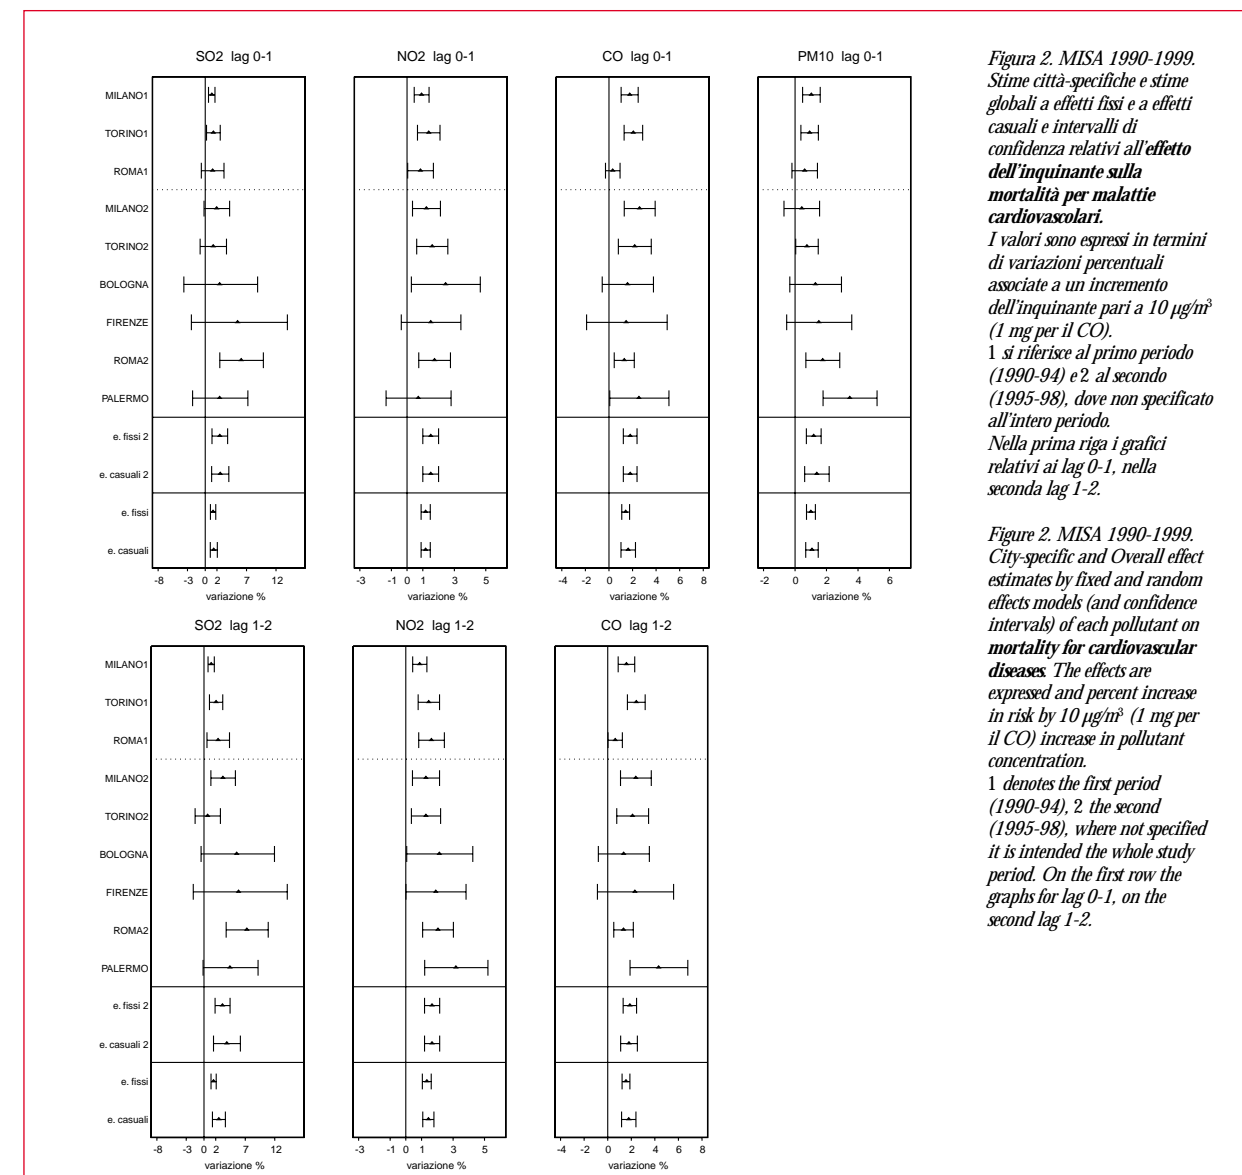 SO2 lag 0-1
NO2 lag 0-1
CO lag 0-1
PM10 lag 0-1
MILANO1
TORINO1
ROMA1
MILANO2
TORINO2
BOLOGNA
FIRENZE
ROMA2
PALERMO
e. fissi 2
e. casuali 2
e. fissi
e. casuali
-8 -3 0 2 7 12
variazione %
-3 -1 0 1 3 5
variazione %
-4 -2 0 2 4 6 8
variazione %
-2 0 2 4 6
variazione %
SO2 lag 1-2
NO2 lag 1-2
CO lag 1-2
MILANO1
TORINO1
ROMA1
MILANO2
TORINO2
BOLOGNA
FIRENZE
ROMA2
PALERMO
e. fissi 2
e. casuali 2
e. fissi
e. casuali
-8 -3 0 2 7 12
variazione %
-3 -1 0 1 3 5
variazione %
-4 -2 0 2 4 6 8
variazione %
Figura 2. MISA 1990-1999.
Stime città-specifiche e stime
globali a effetti fissi e a effetti
casuali e intervalli di
confidenza relativi all'effetto
dell'inquinante sulla
mortalità per malattie
cardiovascolari.
I valori sono espressi in termini
di variazioni percentuali
associate a un incremento
dell'inquinante pari a 10 µg/m³
(1 mg per il CO).
1 si riferisce al primo periodo
(1990-94) e 2 al secondo
(1995-98), dove non specificato
all'intero periodo.
Nella prima riga i grafici
relativi ai lag 0-1, nella
seconda lag 1-2.
Figure 2. MISA 1990-1999.
City-specific and Overall effect
estimates by fixed and random
effects models (and confidence
intervals) of each pollutant on
mortality for cardiovascular
diseases. The effects are
expressed and percent increase
in risk by 10 µg/m³ (1 mg per
il CO) increase in pollutant
concentration.
1 denotes the first period
(1990-94), 2 the second
(1995-98), where not specified
it is intended the whole study
period. On the first row the
graphs for lag 0-1, on the
second lag 1-2.